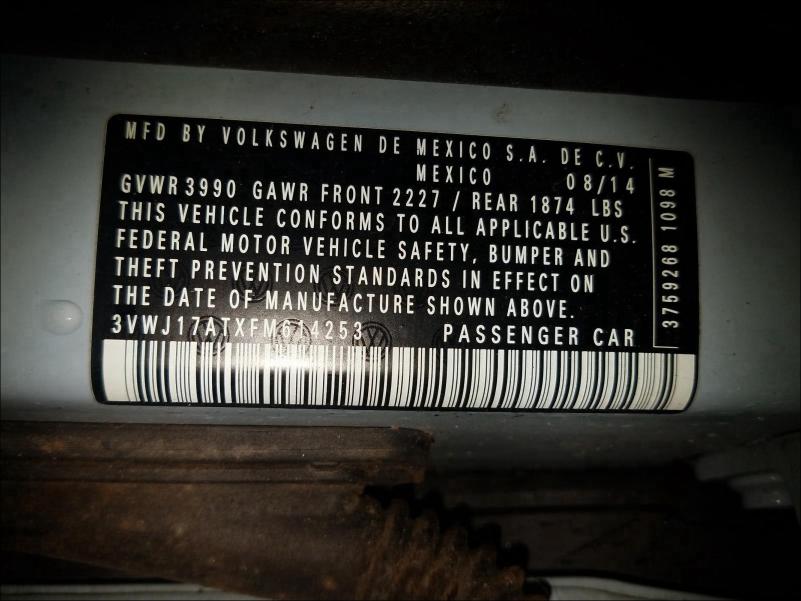 MFD BY VOLKSWAGEN DE MEXICO S.A. DE C.V.
MEXICO 08/14
GVWR 3990 GAWR FRONT 2227 / REAR 1874 LBS
THIS VEHICLE CONFORMS TO ALL APPLICABLE U.S.
FEDERAL MOTOR VEHICLE SAFETY, BUMPER AND
THEFT PREVENTION STANDARDS IN EFFECT ON
THE DATE OF MANUFACTURE SHOWN ABOVE.
3VWJ17ATXFM614253 PASSENGER CAR
3759268 1098 M